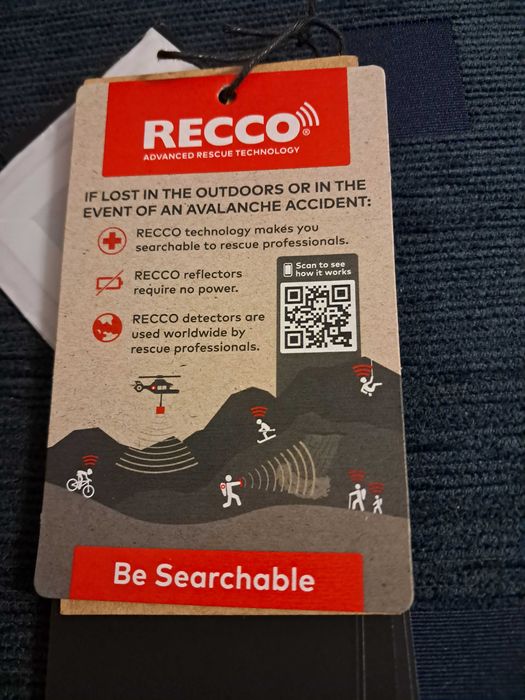 RECCO®
ADVANCED RESCUE TECHNOLOGY
IF LOST IN THE OUTDOORS OR IN THE
EVENT OF AN AVALANCHE ACCIDENT:
RECCO technology makes you
searchable to rescue professionals.
RECCO reflectors
require no power.
RECCO detectors are
used worldwide by
rescue professionals.
Scan to see
how it works
Be Searchable